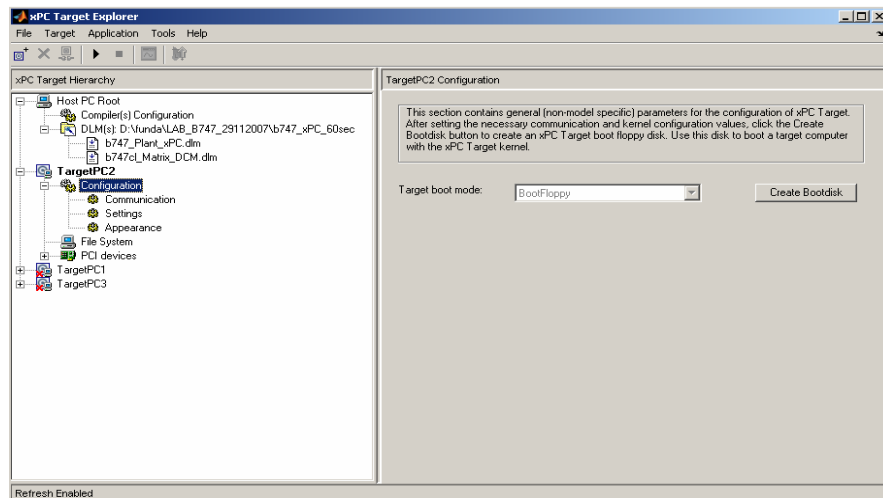 xPC Target Explorer
File Target Application Tools Help
xPC Target Hierarchy
Host PC Root
Compiler(s) Configuration
DLM(s): D:\funda\LAB_B747_29112007\b747_xPC_60sec
b747_Plant_xPC.dlm
b747cl_Matrix_DCM.dlm
TargetPC2
Configuration
Communication
Settings
Appearance
File System
PCI devices
TargetPC1
TargetPC3
TargetPC2 Configuration
This section contains general (non-model specific) parameters for the configuration of xPC Target.
After setting the necessary communication and kernel configuration values, click the Create
Bootdisk button to create an xPC Target boot floppy disk. Use this disk to boot a target computer
with the xPC Target kernel.
Target boot mode:
BootFloppy
Create Bootdisk
Refresh Enabled